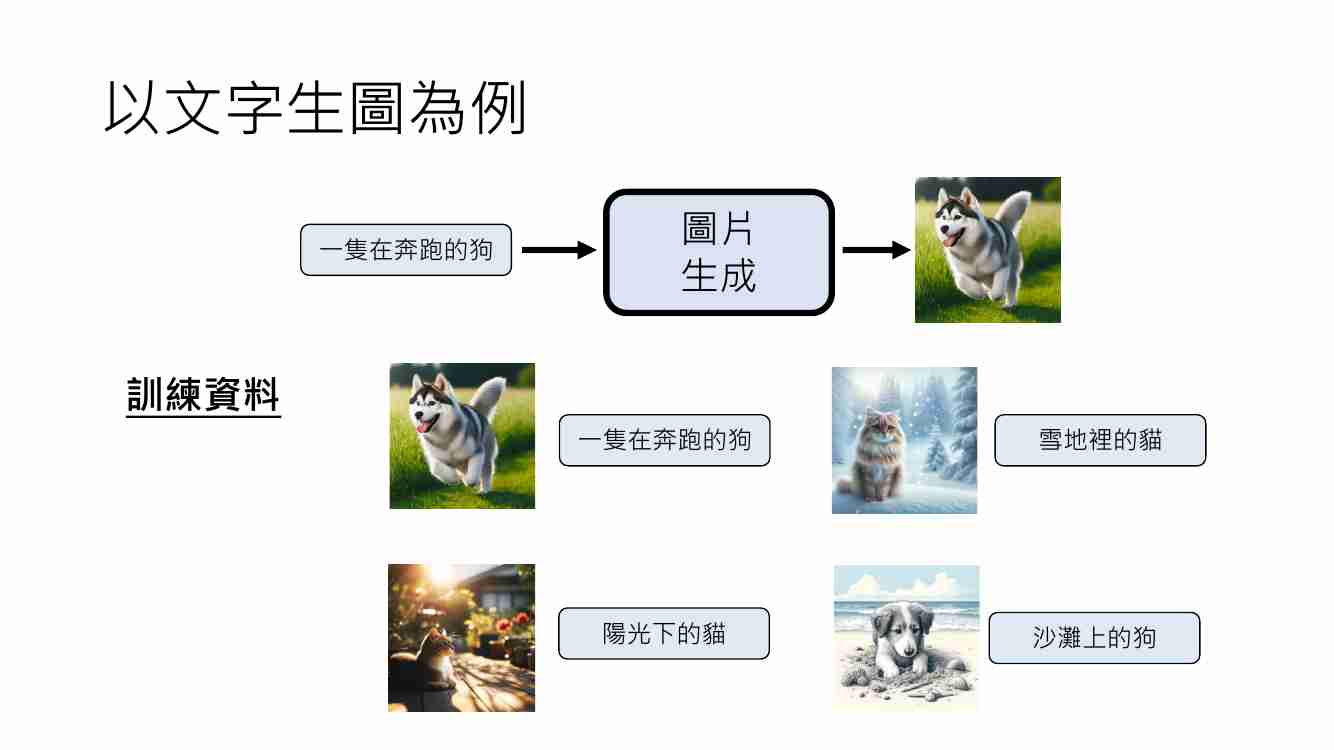 以文字生圖為例
一隻在奔跑的狗
圖片
生成
訓練資料
一隻在奔跑的狗
雪地裡的貓
陽光下的貓
沙灘上的狗